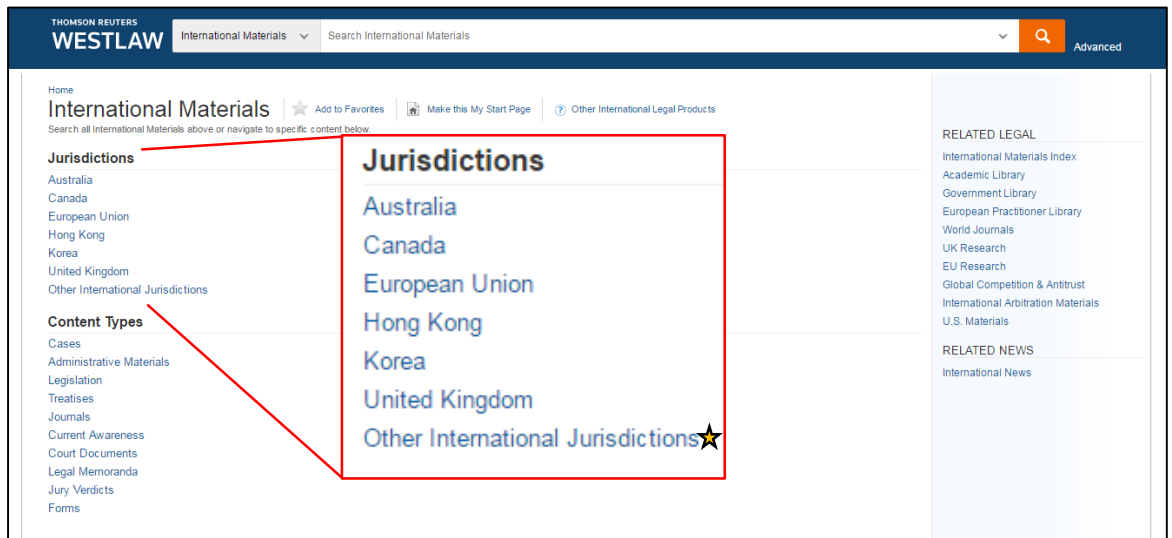 THOMSON REUTERS
WESTLAW
International Materials
Search International Materials
Advanced
Home
International Materials
Add to Favorites
Make this My Start Page
Other International Legal Products
Search all International Materials above or navigate to specific content below.
Jurisdictions
Australia
Canada
European Union
Hong Kong
Korea
United Kingdom
Other International Jurisdictions
Content Types
Cases
Administrative Materials
Legislation
Treatises
Journals
Current Awareness
Court Documents
Legal Memoranda
Jury Verdicts
Forms
Jurisdictions
Australia
Canada
European Union
Hong Kong
Korea
United Kingdom
Other International Jurisdictions
RELATED LEGAL
International Materials Index
Academic Library
Government Library
European Practitioner Library
World Journals
UK Research
EU Research
Global Competition & Antitrust
International Arbitration Materials
U.S. Materials
RELATED NEWS
International News